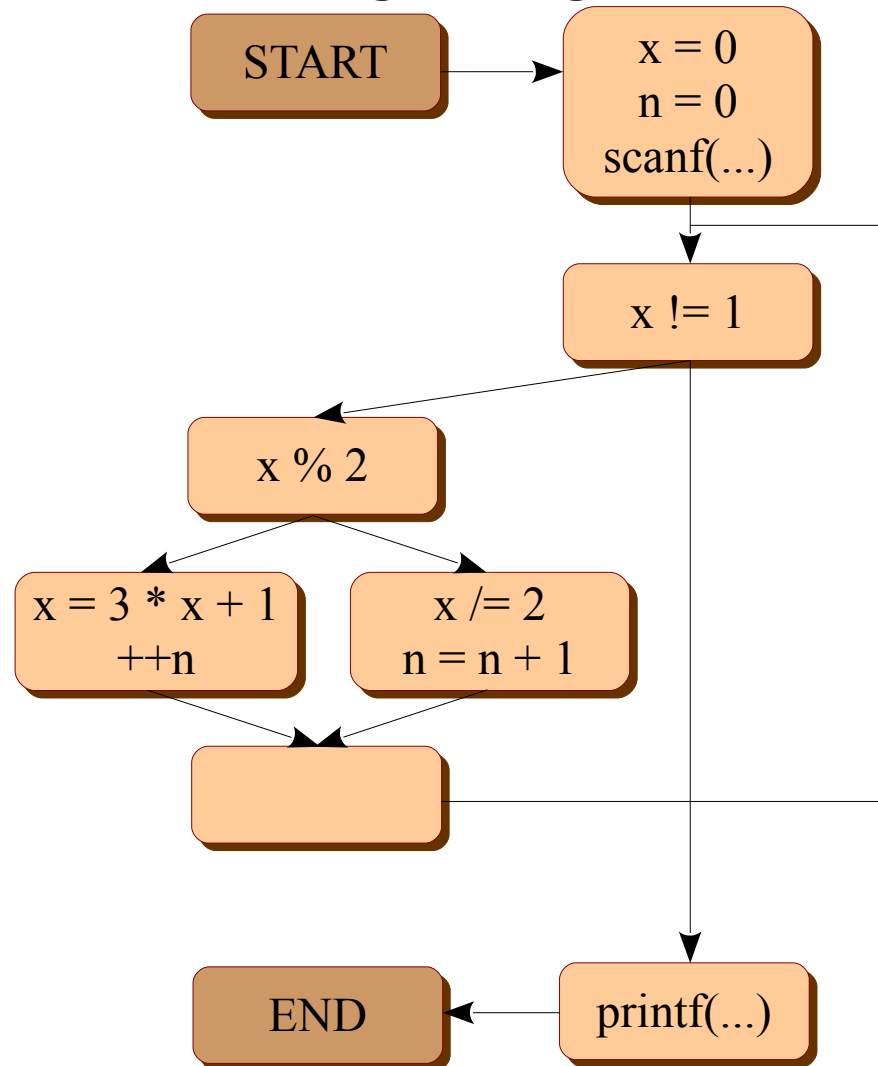 START
x = 0
n = 0
scanf(...)
x != 1
x % 2
x = 3 * x + 1
++n
x /= 2
n = n + 1
END
printf(...)